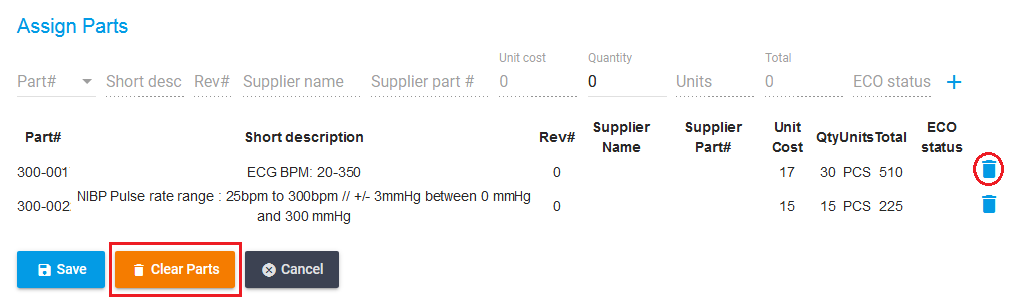 Assign Parts
Unit cost Quantity Total
Part# Short desc Rev# Supplier name Supplier part # 0 0 Units 0 ECO status
Part# Short description Rev# Supplier Name Supplier Part# Unit Cost Qty Units Total ECO status
300-001 ECG BPM: 20-350 0 17 30 PCS 510
NIBP Pulse rate range : 25bpm to 300bpm // +/- 3mmHg between 0 mmHg
300-002 and 300 mmHg 0 15 15 PCS 225
Save Clear Parts Cancel